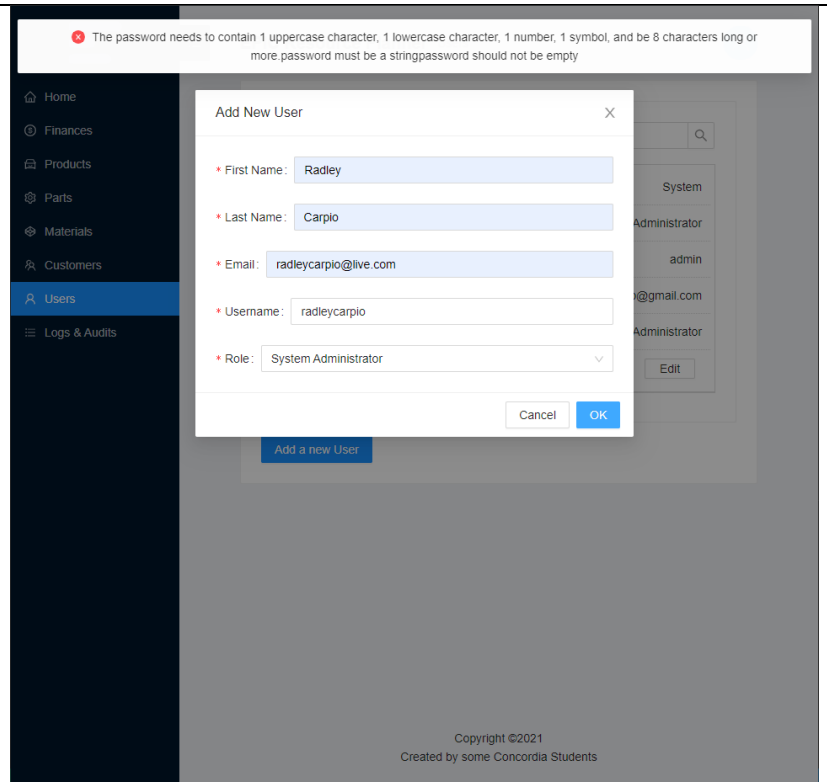 The password needs to contain 1 uppercase character, 1 lowercase character, 1 number, 1 symbol, and be 8 characters long or
more.password must be a stringpassword should not be empty
Home
Finances
Products
Parts
Materials
Customers
Users
Logs & Audits
Add New User
* First Name: Radley
* Last Name: Carpio
* Email: radleycarpio@live.com
* Username: radleycarpio
* Role: System Administrator
Cancel OK
System
Administrator
admin
@gmail.com
Administrator
Edit
Add a new User
Copyright ©2021
Created by some Concordia Students